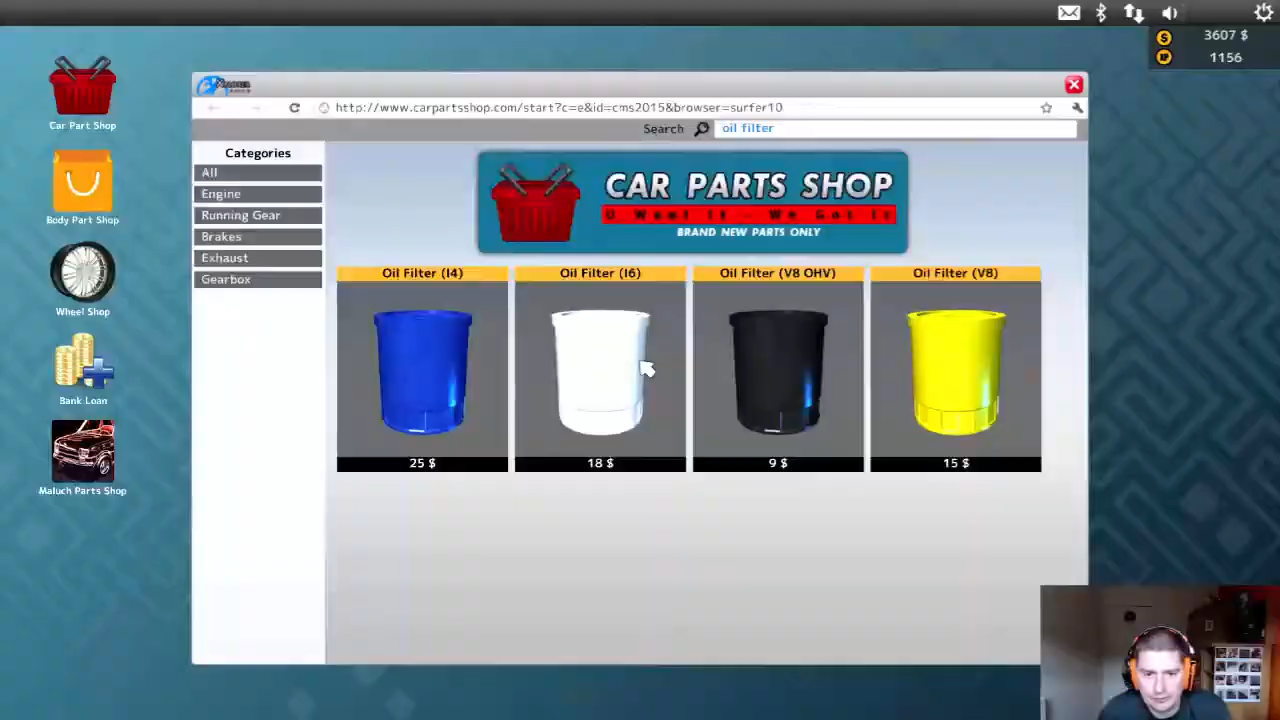 3607 $
1156
Car Part Shop
Body Part Shop
Wheel Shop
Bank Loan
Maluch Parts Shop
http://www.carpartsshop.com/start?c=e&id=cms2015&browser=surfer10
Search oil filter
Categories
All
Engine
Running Gear
Brakes
Exhaust
Gearbox
CAR PARTS SHOP
U Want It - We Got It
BRAND NEW PARTS ONLY
Oil Filter (I4)
25 $
Oil Filter (I6)
18 $
Oil Filter (V8 OHV)
9 $
Oil Filter (V8)
15 $